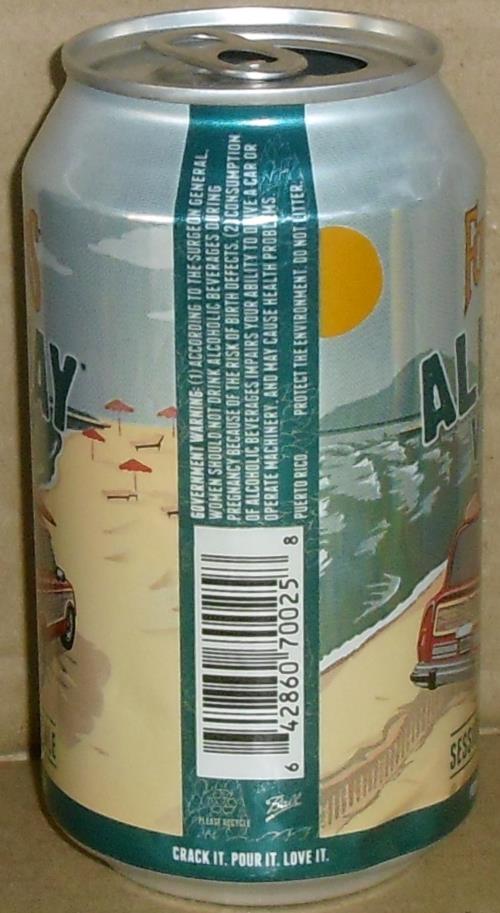 GOVERNMENT WARNING: (1) ACCORDING TO THE SURGEON GENERAL,
WOMEN SHOULD NOT DRINK ALCOHOLIC BEVERAGES DURING
PREGNANCY BECAUSE OF THE RISK OF BIRTH DEFECTS. (2) CONSUMPTION
OF ALCOHOLIC BEVERAGES IMPAIRS YOUR ABILITY TO DRIVE A CAR OR
OPERATE MACHINERY, AND MAY CAUSE HEALTH PROBLEMS.
PUERTO RICO PROTECT THE ENVIRONMENT. DO NOT LITTER.
6 42860 70025 8
PLEASE RECYCLE
Ball
CRACK IT. POUR IT. LOVE IT.
AY
AL
SESS